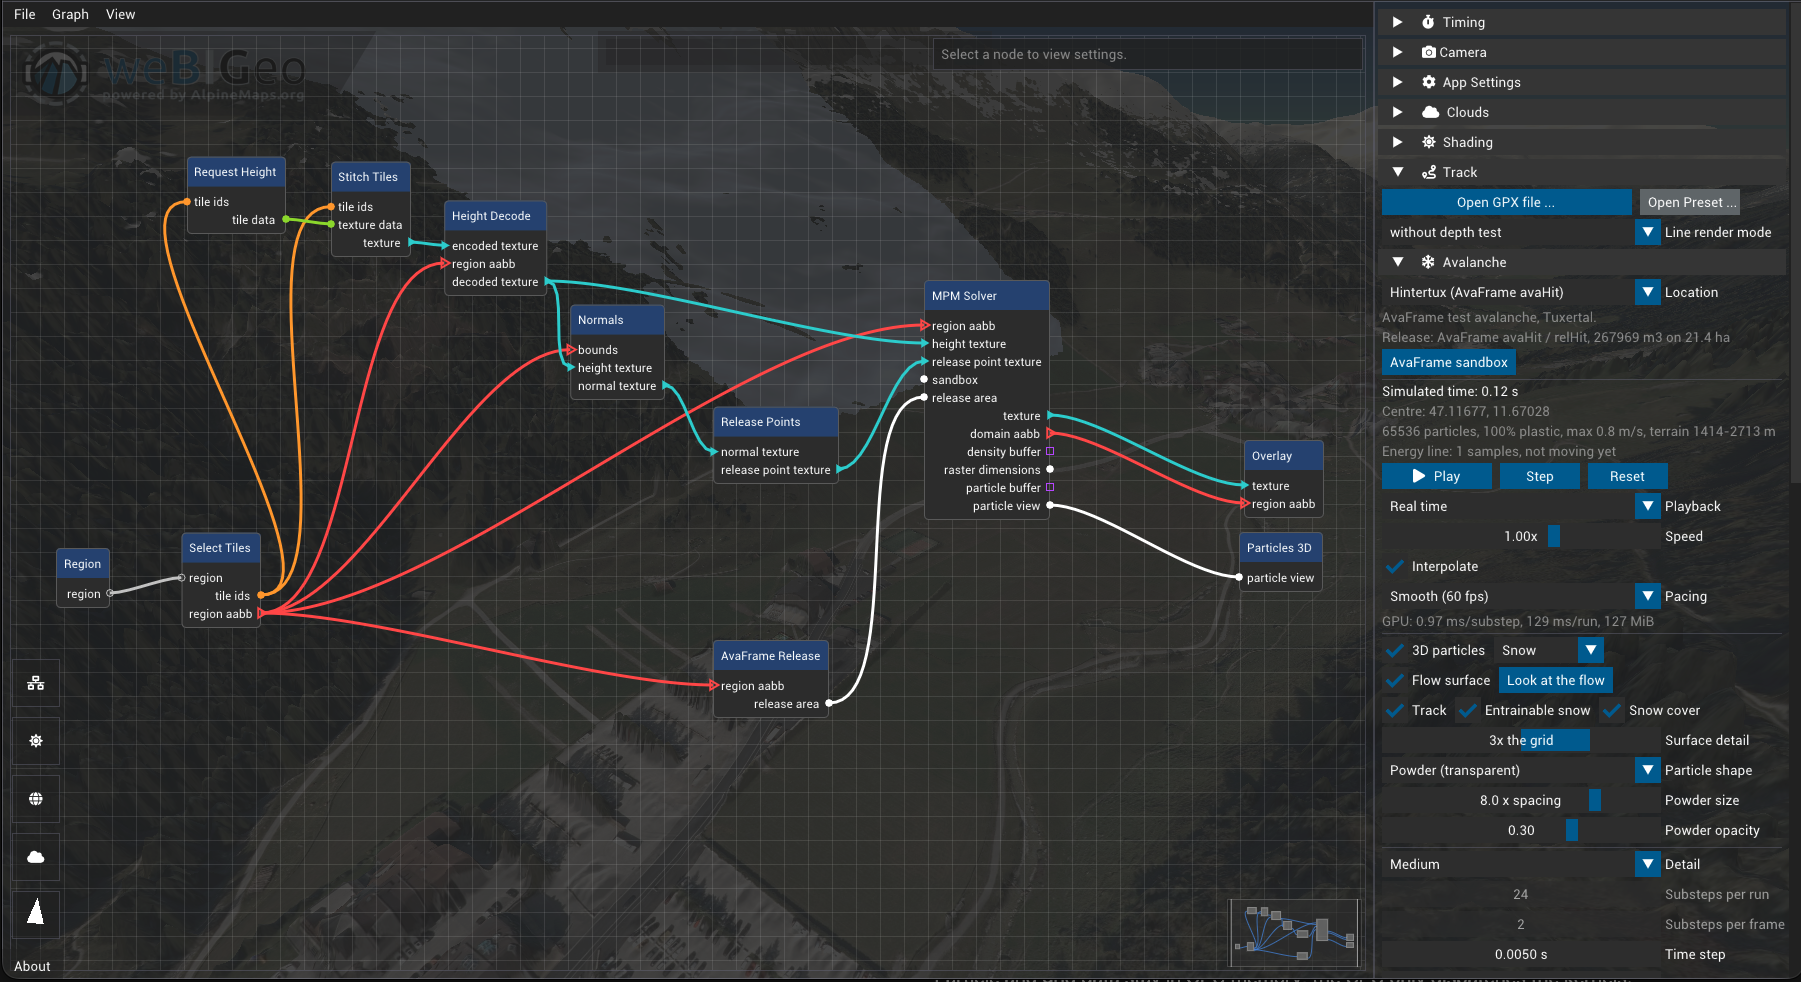 File Graph View
weBIGeo
powered by AlpineMaps.org
Select a node to view settings.
Request Height
tile ids
tile data
Stitch Tiles
tile ids
texture data
texture
Height Decode
encoded texture
region aabb
decoded texture
Normals
bounds
height texture
normal texture
Release Points
normal texture
release point texture
MPM Solver
region aabb
height texture
release point texture
sandbox
release area
texture
domain aabb
density buffer
raster dimensions
particle buffer
particle view
Overlay
texture
region aabb
Particles 3D
particle view
Region
region
Select Tiles
region
tile ids
region aabb
AvaFrame Release
region aabb
release area
About
Timing
Camera
App Settings
Clouds
Shading
Track
Open GPX file ... Open Preset ...
without depth test Line render mode
Avalanche
Hintertux (AvaFrame avaHit) Location
AvaFrame test avalanche, Tuxertal.
Release: AvaFrame avaHit / relHit, 267969 m3 on 21.4 ha
AvaFrame sandbox
Simulated time: 0.12 s
Centre: 47.11677, 11.67028
65536 particles, 100% plastic, max 0.8 m/s, terrain 1414-2713 m
Energy line: 1 samples, not moving yet
Play Step Reset
Real time Playback
1.00x Speed
Interpolate
Smooth (60 fps) Pacing
GPU: 0.97 ms/substep, 129 ms/run, 127 MiB
3D particles Snow
Flow surface Look at the flow
Track Entrainable snow Snow cover
3x the grid Surface detail
Powder (transparent) Particle shape
8.0 x spacing Powder size
0.30 Powder opacity
Medium Detail
24 Substeps per run
2 Substeps per frame
0.0050 s Time step